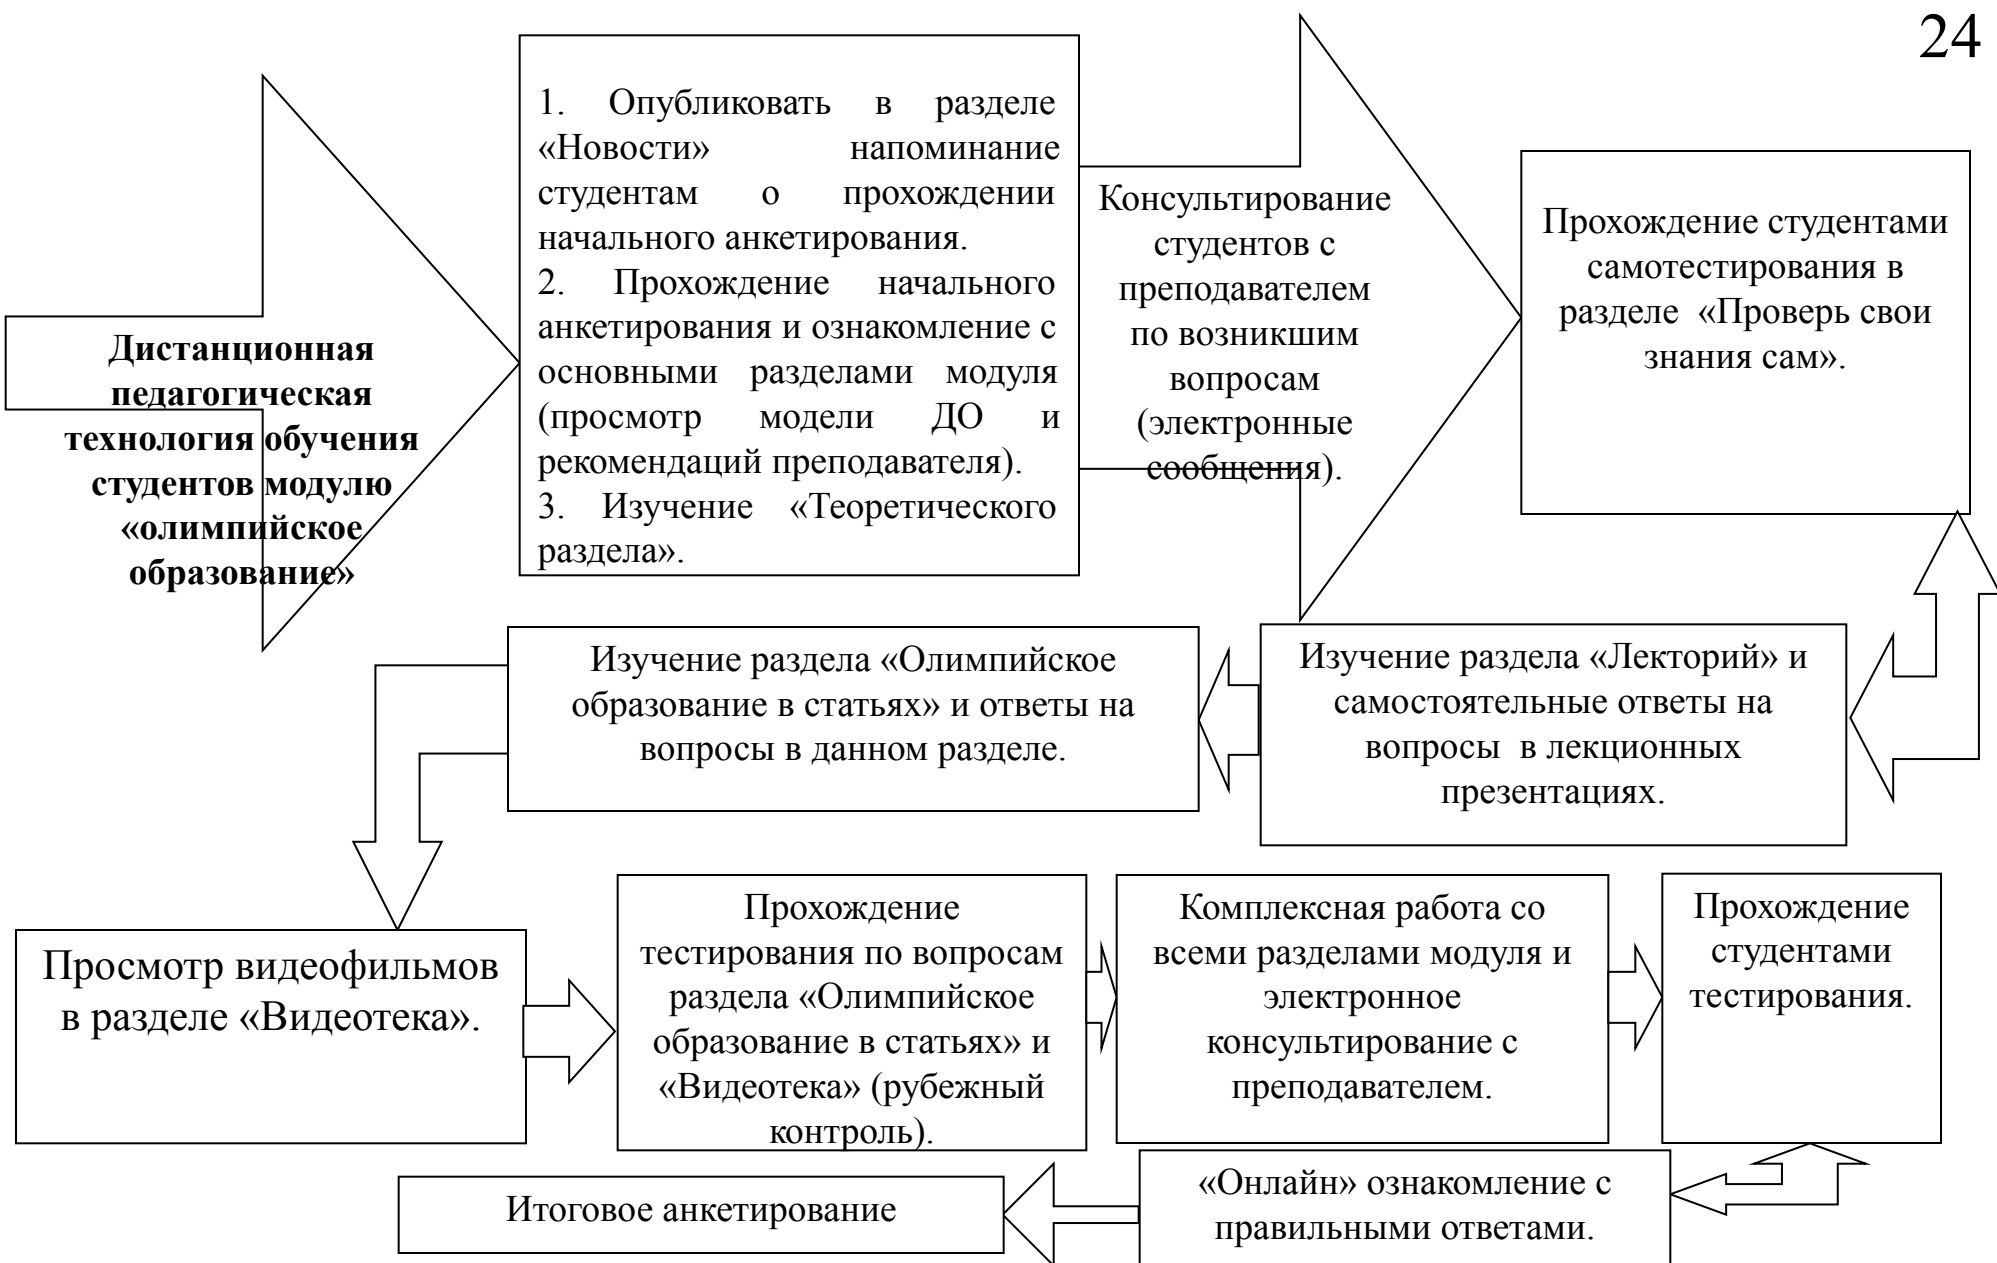 24
Дистанционная
педагогическая
технология обучения
студентов модулю
«олимпийское
образование»
1. Опубликовать в разделе
«Новости» напоминание
студентам о прохождении
начального анкетирования.
2. Прохождение начального
анкетирования и ознакомление с
основными разделами модуля
(просмотр модели ДО и
рекомендаций преподавателя).
3. Изучение «Теоретического
раздела».
Консультирование
студентов с
преподавателем
по возникшим
вопросам
(электронные
сообщения).
Прохождение студентами
самотестирования в
разделе «Проверь свои
знания сам».
Изучение раздела «Лекторий» и
самостоятельные ответы на
вопросы в лекционных
презентациях.
Изучение раздела «Олимпийское
образование в статьях» и ответы на
вопросы в данном разделе.
Просмотр видеофильмов
в разделе «Видеотека».
Прохождение
тестирования по вопросам
раздела «Олимпийское
образование в статьях» и
«Видеотека» (рубежный
контроль).
Комплексная работа со
всеми разделами модуля и
электронное
консультирование с
преподавателем.
Прохождение
студентами
тестирования.
«Онлайн» ознакомление с
правильными ответами.
Итоговое анкетирование